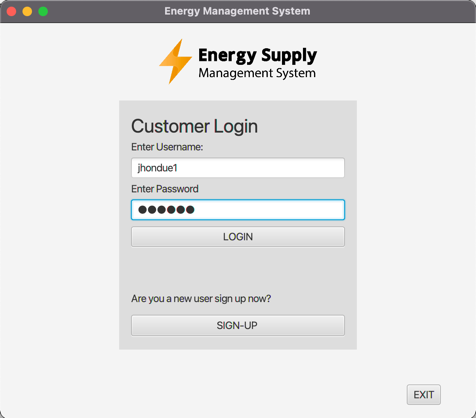 Energy Management System
Energy Supply
Management System
Customer Login
Enter Username:
jhondue1
Enter Password
●●●●●●
LOGIN
Are you a new user sign up now?
SIGN-UP
EXIT